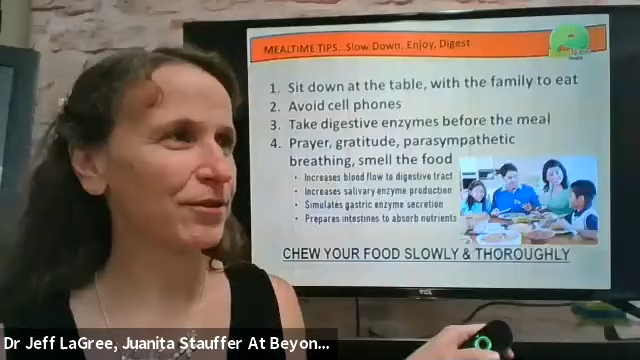 MEALTIME TIPS...Slow Down, Enjoy, Digest
1. Sit down at the table, with the family to eat
2. Avoid cell phones
3. Take digestive enzymes before the meal
4. Prayer, gratitude, parasympathetic
breathing, smell the food
• Increases blood flow to digestive tract
• Increases salivary enzyme production
• Simulates gastric enzyme secretion
• Prepares intestines to absorb nutrients
CHEW YOUR FOOD SLOWLY & THOROUGHLY
TCL
Dr Jeff LaGree, Juanita Stauffer At Beyon...